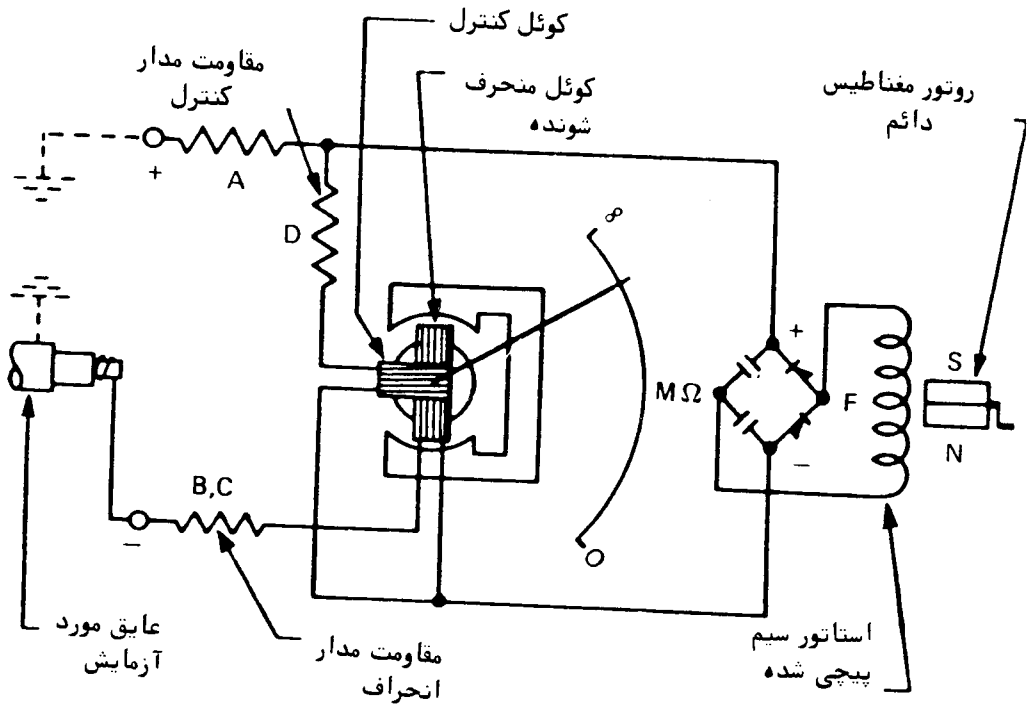 کوئل کنترل
مقاومت مدار
کنترل
کوئل منحرف
شونده
روتور مغناطیس
دائم
+
A
D
∞
+
S
MΩ
F
N
−
B,C
−
O
عایق مورد
آزمایش
مقاومت مدار
انحراف
استاتور سیم
پیچی شده